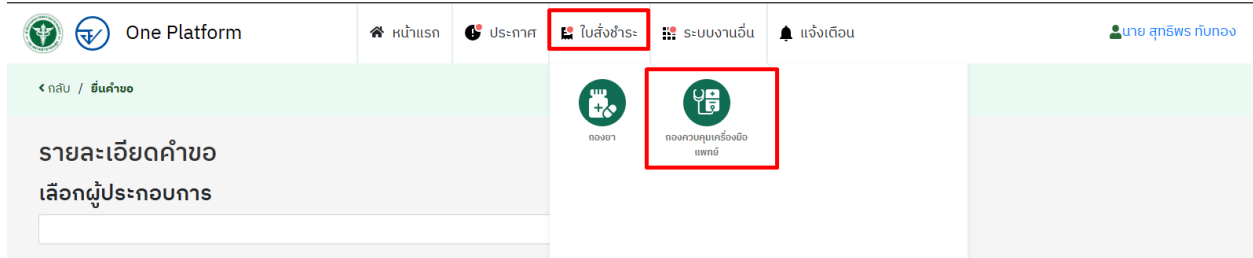 One Platform
หน้าแรก
ประกาศ
ใบสั่งชำระ
ระบบงานอื่น
แจ้งเตือน
นาย สุทธิพร ทับทอง
กลับ / ยื่นคำขอ
กองยา
กองควบคุมเครื่องมือ
แพทย์
รายละเอียดคำขอ
เลือกผู้ประกอบการ